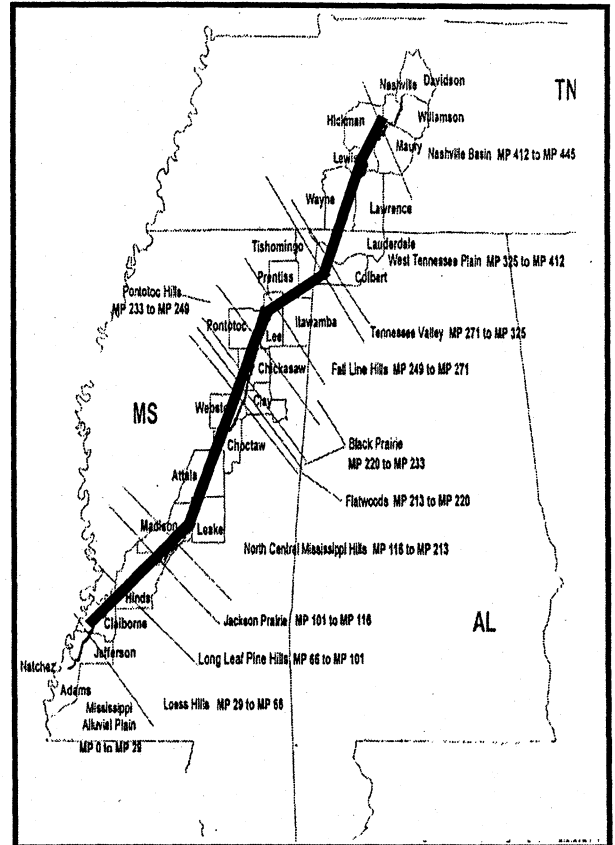 Nashville
Davidson
TN
Hickman
Williamson
Maury
Nashville Basin MP 412 to MP 445
Lewis
Wayne
Lawrence
Tishomingo
Lauderdale
West Tennessee Plain MP 325 to MP 412
Prentiss
Colbert
Pontotoc Hills
MP 233 to MP 249
Itawamba
Pontotoc
Lee
Tennessee Valley MP 271 to MP 325
Chickasaw
Fall Line Hills MP 249 to MP 271
MS
Webster
Clay
Black Prairie
MP 220 to MP 233
Choctaw
Attala
Flatwoods MP 213 to MP 220
Madison
Leake
North Central Mississippi Hills MP 116 to MP 213
Hinds
Jackson Prairie MP 101 to MP 116
AL
Claiborne
Jefferson
Long Leaf Pine Hills MP 66 to MP 101
Natchez
Adams
Loess Hills MP 29 to MP 66
Mississippi
Alluvial Plain
MP 0 to MP 28